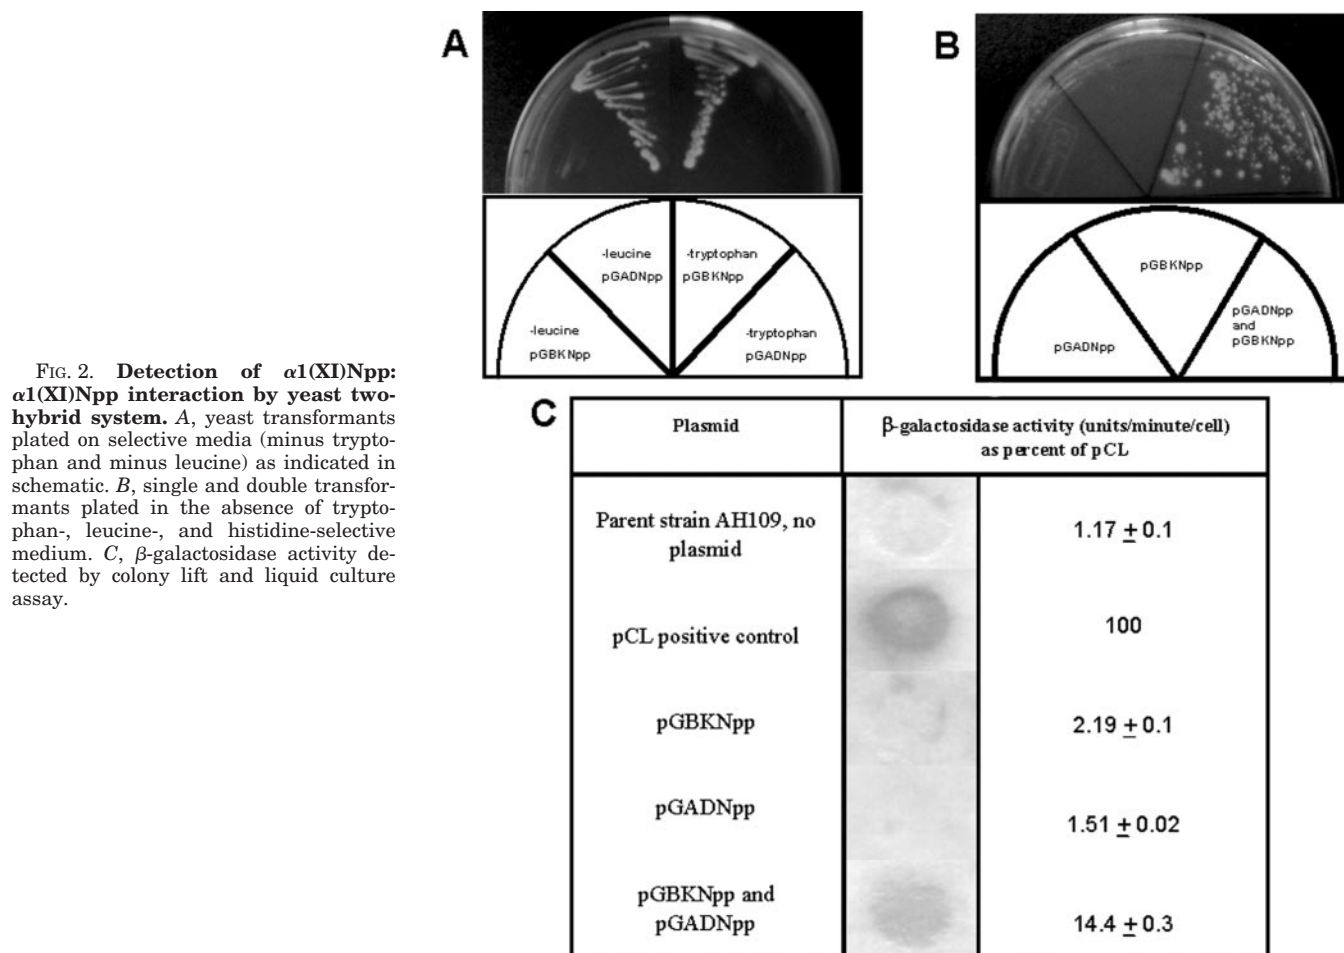 FIG. 2. Detection of α1(XI)Npp:
α1(XI)Npp interaction by yeast two-
hybrid system. A, yeast transformants
plated on selective media (minus trypto-
phan and minus leucine) as indicated in
schematic. B, single and double transfor-
mants plated in the absence of trypto-
phan-, leucine-, and histidine-selective
medium. C, β-galactosidase activity de-
tected by colony lift and liquid culture
assay.
A
-leucine
pGBKNpp
-leucine
pGADNpp
-tryptophan
pGBKNpp
-tryptophan
pGADNpp
B
pGADNpp
pGBKNpp
pGADNpp
and
pGBKNpp
C
Plasmid
β-galactosidase activity (units/minute/cell)
as percent of pCL
Parent strain AH109, no
plasmid
1.17 ± 0.1
pCL positive control
100
pGBKNpp
2.19 ± 0.1
pGADNpp
1.51 ± 0.02
pGBKNpp and
pGADNpp
14.4 ± 0.3